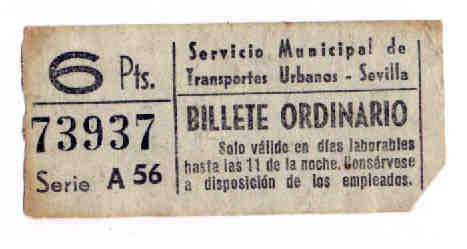 6 Pts.
73937
Serie A 56
Servicio Municipal de
Transportes Urbanos - Sevilla
BILLETE ORDINARIO
Solo válido en días laborables
hasta las 11 de la noche. Consérvese
a disposición de los empleados.